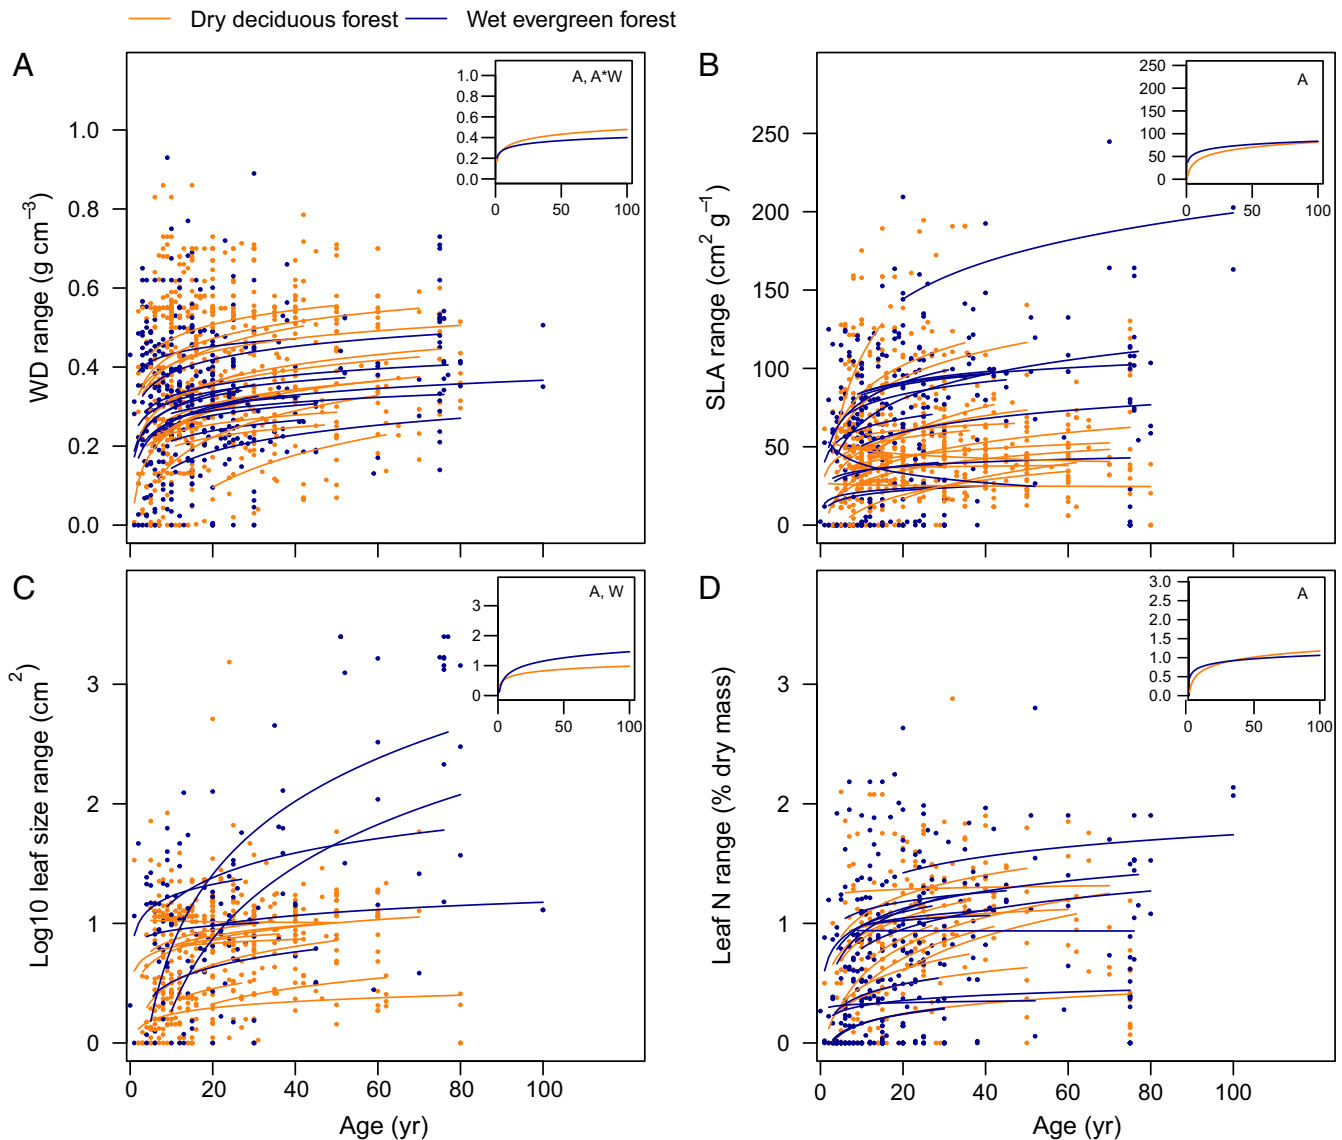 Dry deciduous forest Wet evergreen forest
A
WD range (g cm⁻³)
1.0
0.8
0.6
0.4
0.2
0.0
A, A*W
1.0
0.8
0.6
0.4
0.2
0.0
0 50 100
B
SLA range (cm² g⁻¹)
250
200
150
100
50
0
A
250
200
150
100
50
0
0 50 100
C
Log10 leaf size range (cm²)
3
2
1
0
A, W
3
2
1
0
0 50 100
0 20 40 60 80 100
Age (yr)
D
Leaf N range (% dry mass)
3
2
1
0
A
3.0
2.5
2.0
1.5
1.0
0.0
0 50 100
0 20 40 60 80 100
Age (yr)